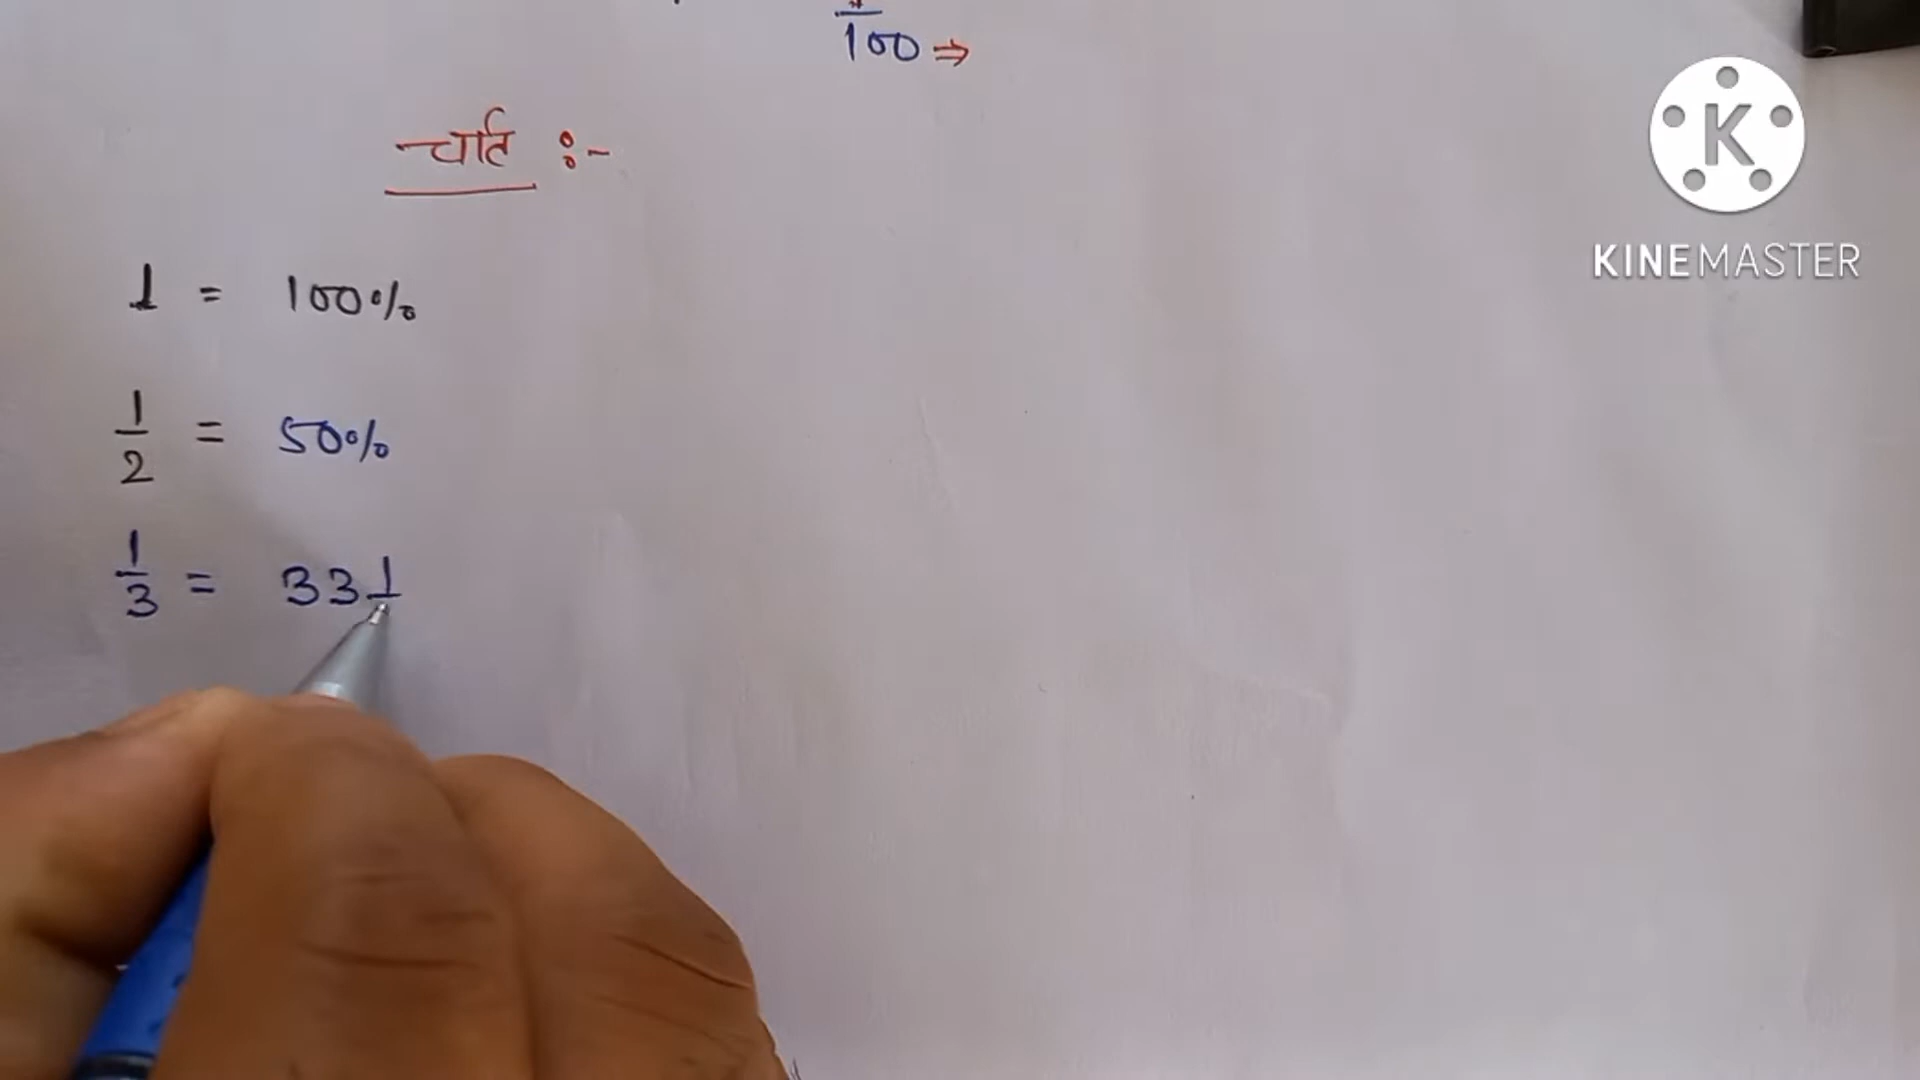 100 ⇒
चार्ट :-
1 = 100%
1/2 = 50%
1/3 = 33 1
KINEMASTER